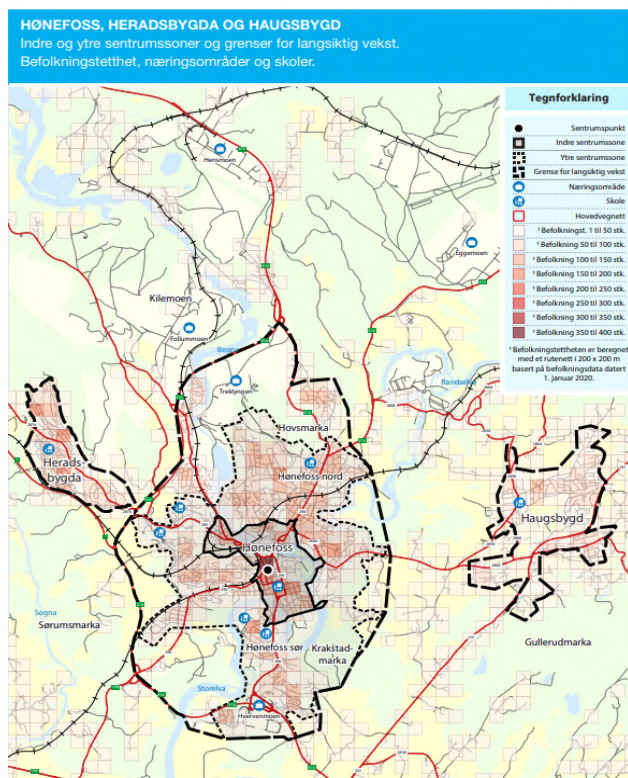 HØNEFOSS, HERADSBYGDA OG HAUGSBYGD
Indre og ytre sentrumssoner og grenser for langsiktig vekst.
Befolkningstetthet, næringsområder og skoler.
Tegnforklaring
Sentrumspunkt
Indre sentrumssone
Ytre sentrumssone
Grense for langsiktig vekst
Næringsområde
Skole
Hovedvegnett
¹ Befolkningst. 1 til 50 stk.
¹ Befolkning 50 til 100 stk.
¹ Befolkning 100 til 150 stk.
¹ Befolkning 150 til 200 stk.
¹ Befolkning 200 til 250 stk.
¹ Befolkning 250 til 300 stk.
¹ Befolkning 300 til 350 stk.
¹ Befolkning 350 til 400 stk.
¹ Befolkningstettheten er beregnet
med et rutenett i 200 x 200 m
basert på befolkningsdata datert
1. januar 2020.
Hensmoen
Eggemoen
Kilemoen
Follummoen
Begna
Treklyngen
Randselva
Hovsmarka
Herads-
bygda
Hønefoss nord
Haugsbygd
Hønefoss
Sogna
Sørumsmarka
Hønefoss sør
Krakstad-
marka
Gullerudmarka
Storelva
Hvervenmoen